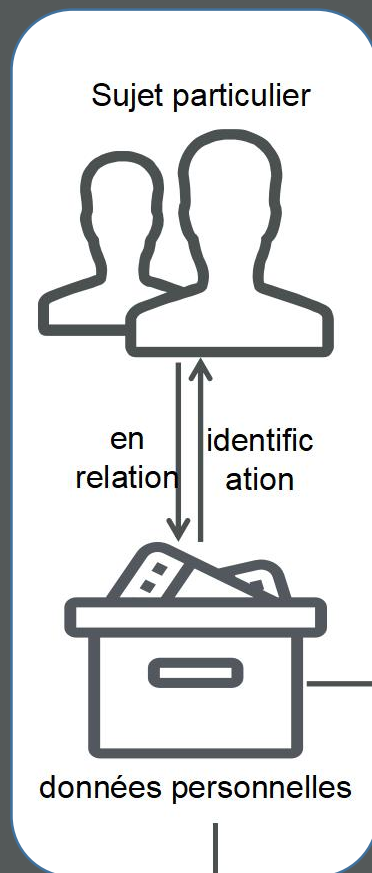 Sujet particulier
en
relation
identific
ation
données personnelles